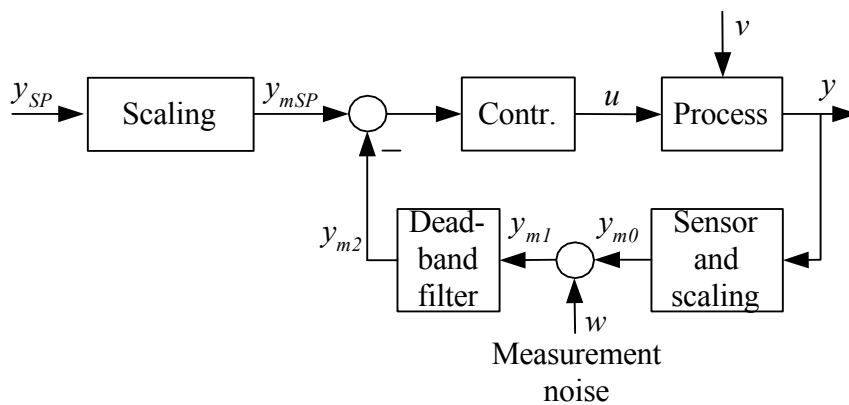 v
y_SP
Scaling
y_mSP
Contr.
u
Process
y
–
y_m2
Dead-
band
filter
y_m1
y_m0
Sensor
and
scaling
w
Measurement
noise